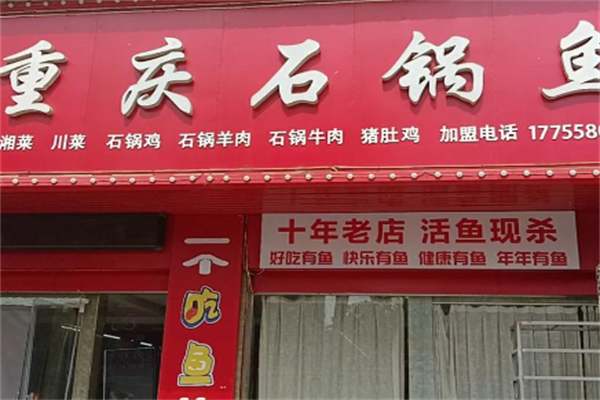 重庆石锅鱼
湘菜 川菜 石锅鸡 石锅羊肉 石锅牛肉 猪肚鸡 加盟电话 177558
十年老店 活鱼现杀
好吃有鱼 快乐有鱼 健康有鱼 年年有鱼
一个吃鱼